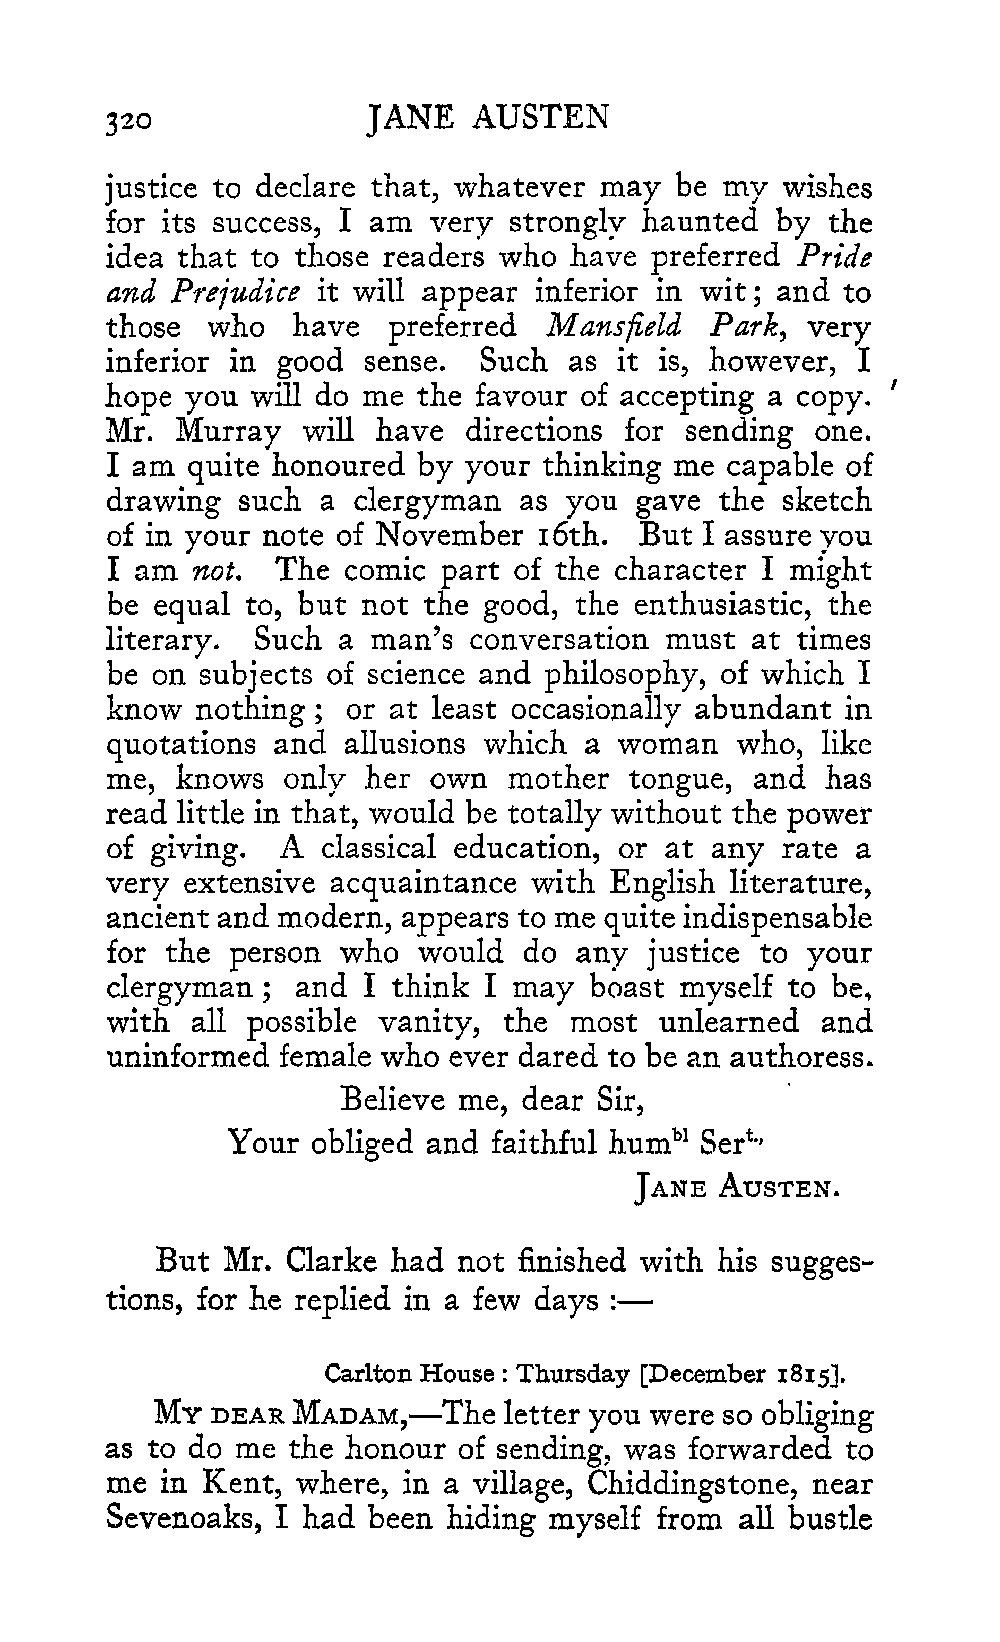 320 JANE AUSTEN
justice to declare that, whatever may be my wishes
for its success, I am very strongly haunted by the
idea that to those readers who have preferred Pride
and Prejudice it will appear inferior in wit; and to
those who have preferred Mansfield Park, very
inferior in good sense. Such as it is, however, I
hope you will do me the favour of accepting a copy.
Mr. Murray will have directions for sending one.
I am quite honoured by your thinking me capable of
drawing such a clergyman as you gave the sketch
of in your note of November 16th. But I assure you
I am not. The comic part of the character I might
be equal to, but not the good, the enthusiastic, the
literary. Such a man's conversation must at times
be on subjects of science and philosophy, of which I
know nothing; or at least occasionally abundant in
quotations and allusions which a woman who, like
me, knows only her own mother tongue, and has
read little in that, would be totally without the power
of giving. A classical education, or at any rate a
very extensive acquaintance with English literature,
ancient and modern, appears to me quite indispensable
for the person who would do any justice to your
clergyman; and I think I may boast myself to be,
with all possible vanity, the most unlearned and
uninformed female who ever dared to be an authoress.
Believe me, dear Sir,
Your obliged and faithful humbl Sert.,
JANE AUSTEN.
But Mr. Clarke had not finished with his sugges-
tions, for he replied in a few days:—
Carlton House: Thursday [December 1815].
MY DEAR MADAM,—The letter you were so obliging
as to do me the honour of sending, was forwarded to
me in Kent, where, in a village, Chiddingstone, near
Sevenoaks, I had been hiding myself from all bustle